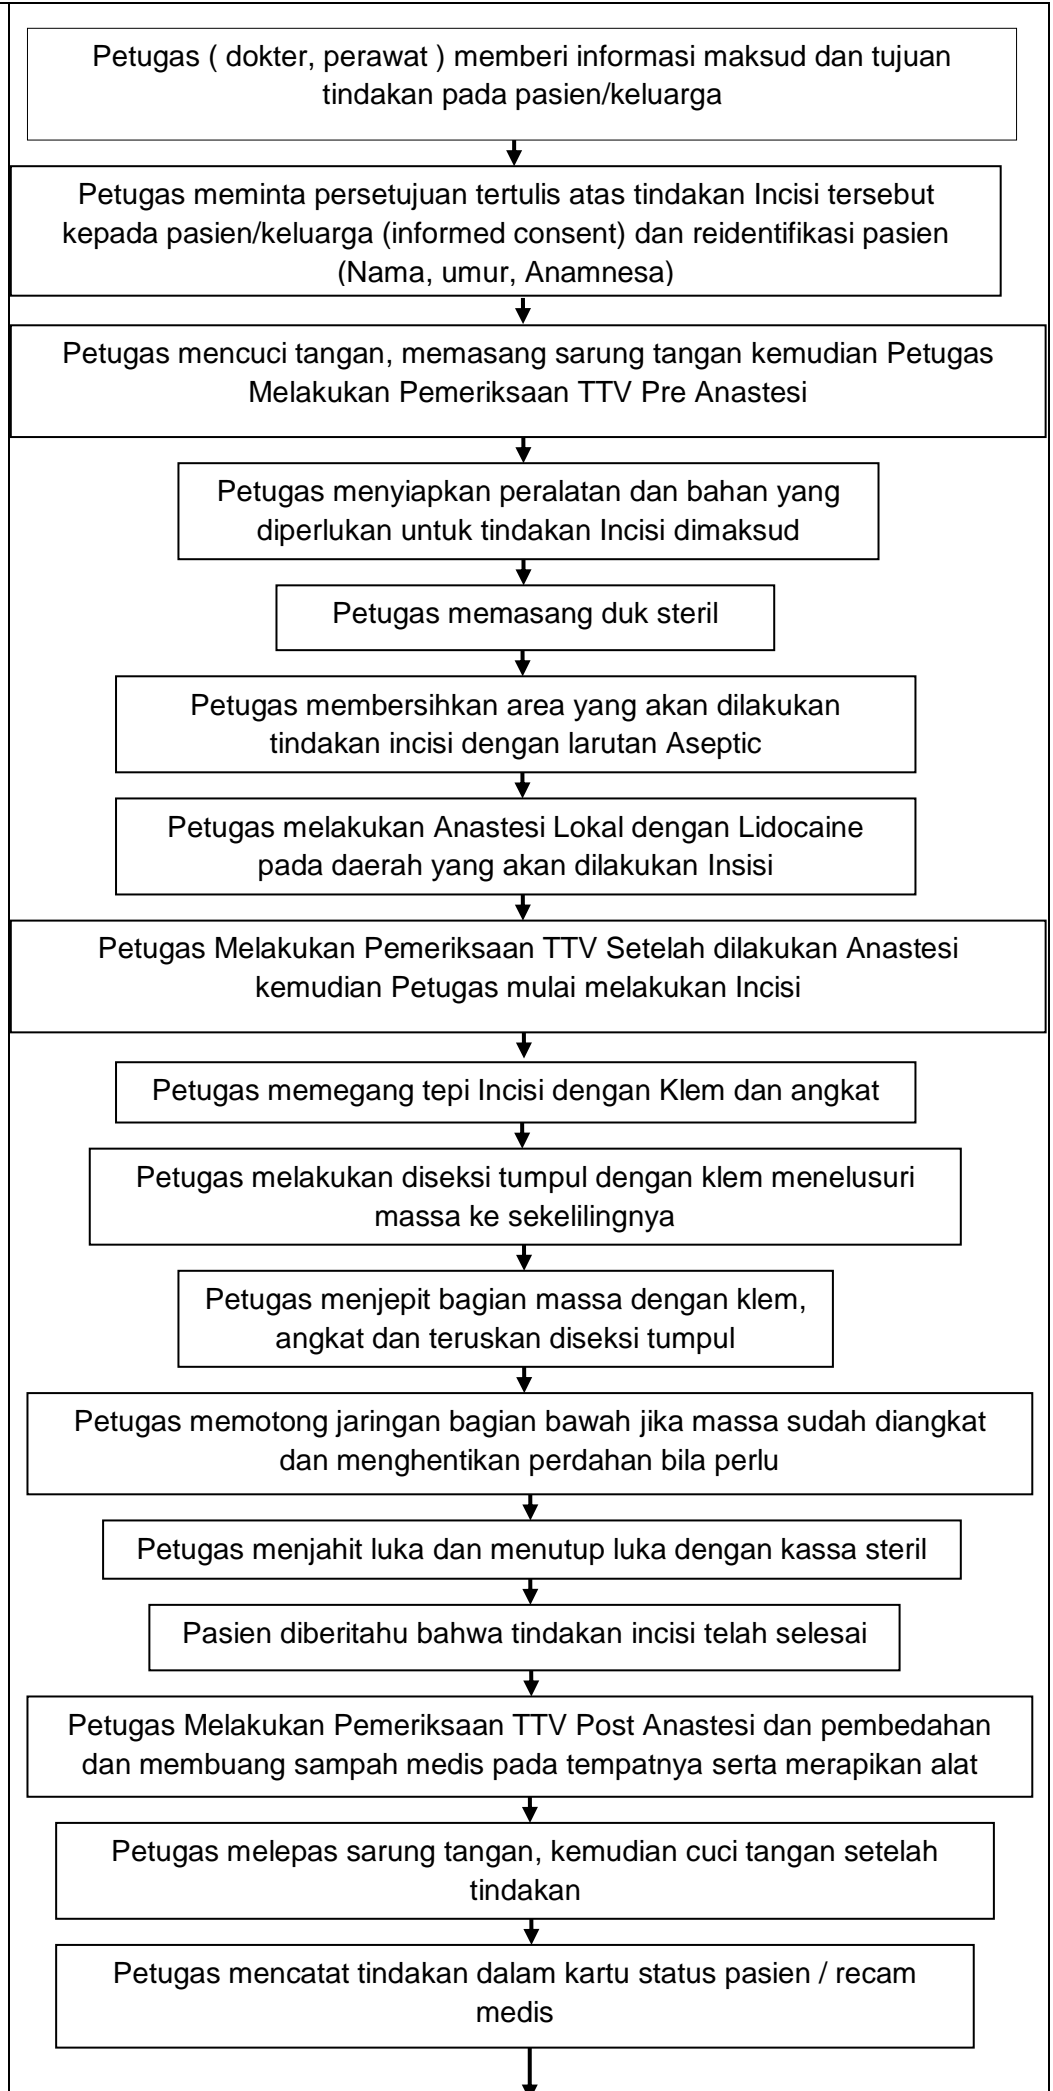 Petugas ( dokter, perawat ) memberi informasi maksud dan tujuan
tindakan pada pasien/keluarga
Petugas meminta persetujuan tertulis atas tindakan Incisi tersebut
kepada pasien/keluarga (informed consent) dan reidentifikasi pasien
(Nama, umur, Anamnesa)
Petugas mencuci tangan, memasang sarung tangan kemudian Petugas
Melakukan Pemeriksaan TTV Pre Anastesi
Petugas menyiapkan peralatan dan bahan yang
diperlukan untuk tindakan Incisi dimaksud
Petugas memasang duk steril
Petugas membersihkan area yang akan dilakukan
tindakan incisi dengan larutan Aseptic
Petugas melakukan Anastesi Lokal dengan Lidocaine
pada daerah yang akan dilakukan Insisi
Petugas Melakukan Pemeriksaan TTV Setelah dilakukan Anastesi
kemudian Petugas mulai melakukan Incisi
Petugas memegang tepi Incisi dengan Klem dan angkat
Petugas melakukan diseksi tumpul dengan klem menelusuri
massa ke sekelilingnya
Petugas menjepit bagian massa dengan klem,
angkat dan teruskan diseksi tumpul
Petugas memotong jaringan bagian bawah jika massa sudah diangkat
dan menghentikan perdahan bila perlu
Petugas menjahit luka dan menutup luka dengan kassa steril
Pasien diberitahu bahwa tindakan incisi telah selesai
Petugas Melakukan Pemeriksaan TTV Post Anastesi dan pembedahan
dan membuang sampah medis pada tempatnya serta merapikan alat
Petugas melepas sarung tangan, kemudian cuci tangan setelah
tindakan
Petugas mencatat tindakan dalam kartu status pasien / recam
medis